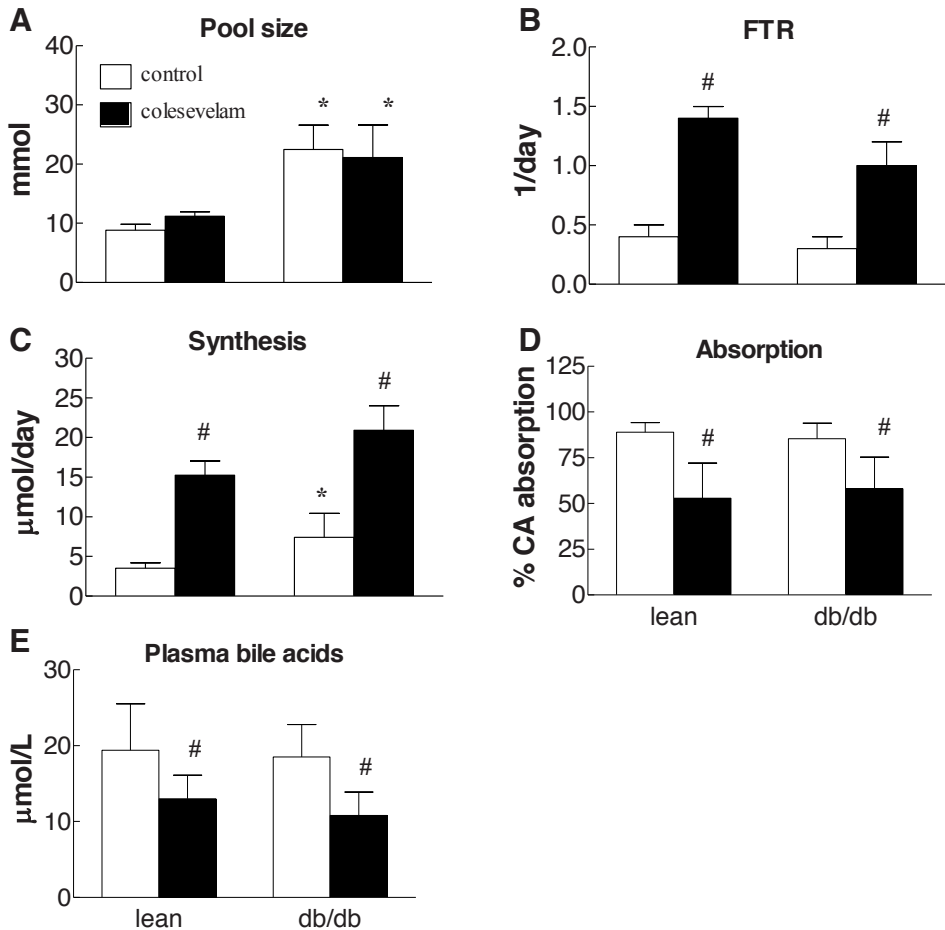 A
Pool size
40
30
20
10
0
mmol
control
colesevelam
*
*
B
FTR
2.0
1.5
1.0
0.5
0.0
1/day
#
#
C
Synthesis
30
25
20
15
10
5
0
μmol/day
#
*
#
D
Absorption
125
100
75
50
25
0
% CA absorption
#
#
lean
db/db
E
Plasma bile acids
30
20
10
0
μmol/L
#
#
lean
db/db